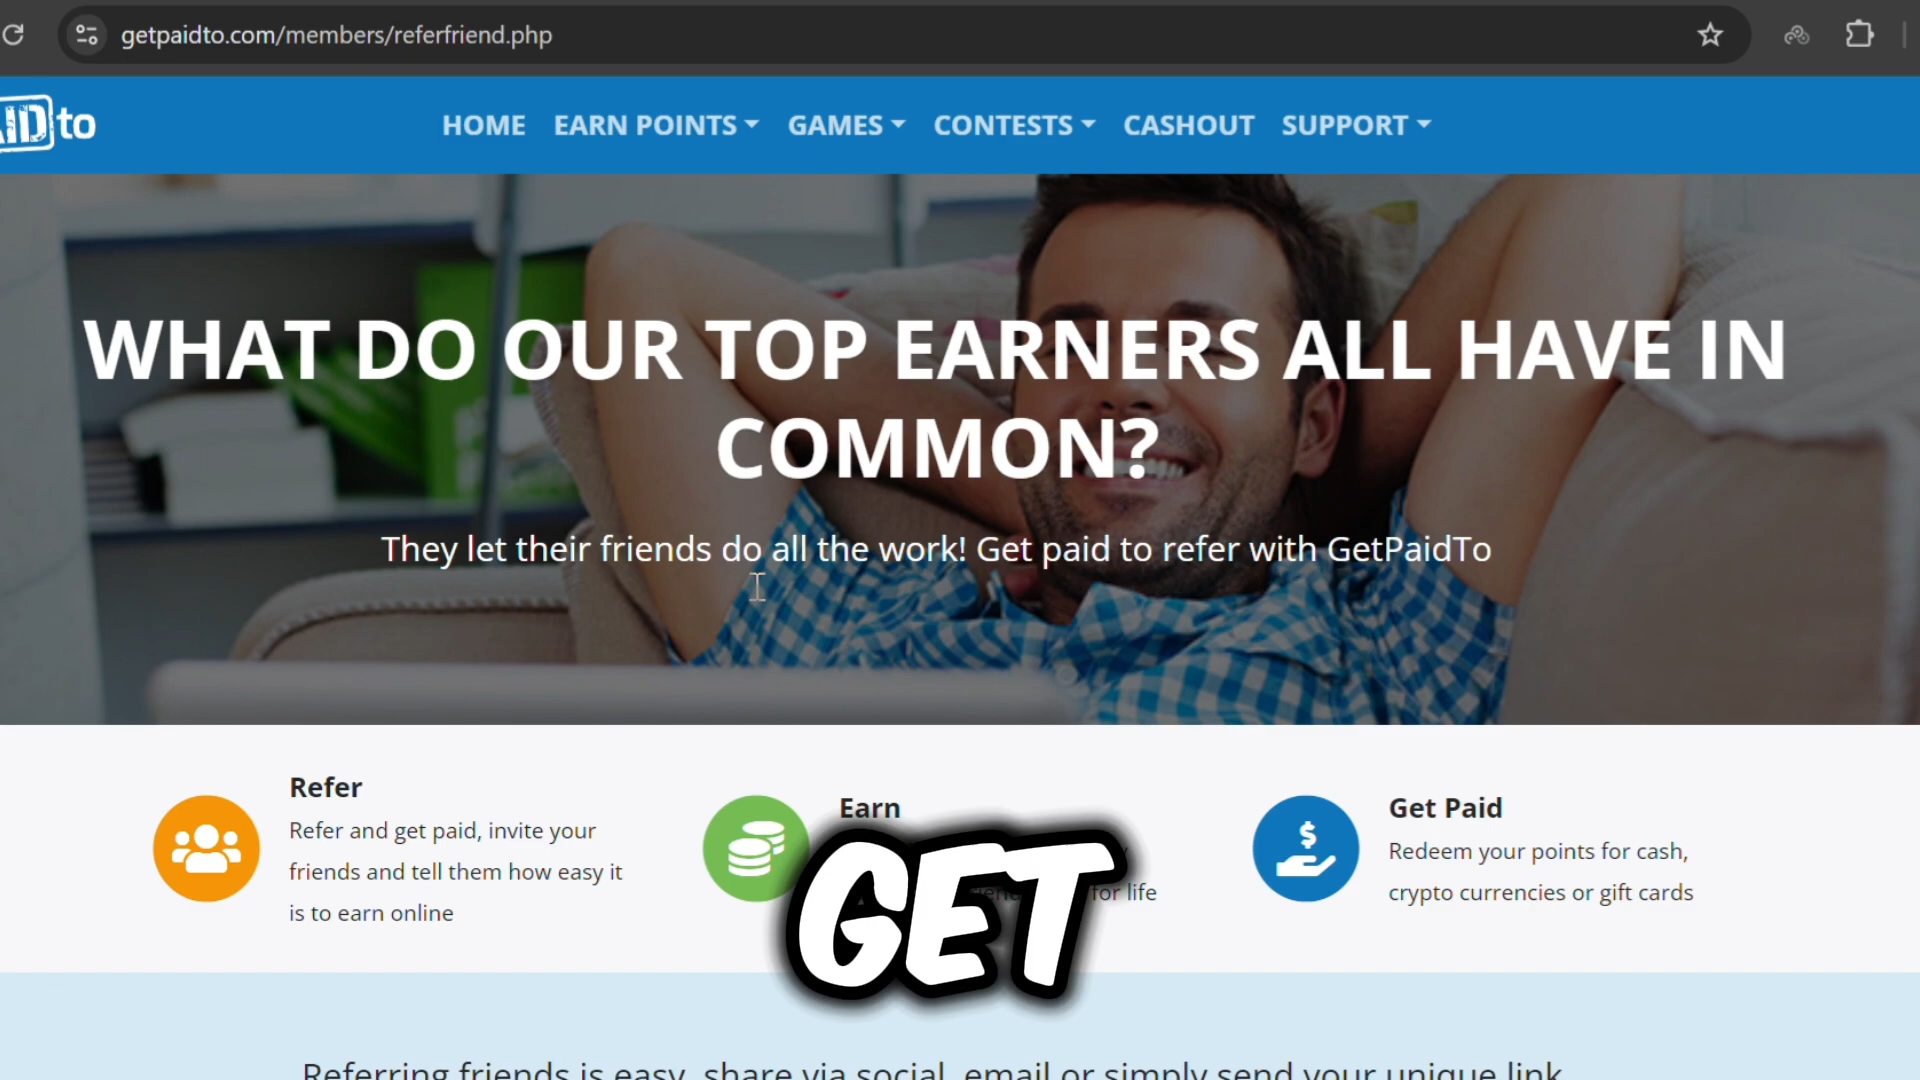 getpaidto.com/members/referfriend.php
AID to
HOME EARN POINTS GAMES CONTESTS CASHOUT SUPPORT
WHAT DO OUR TOP EARNERS ALL HAVE IN
COMMON?
They let their friends do all the work! Get paid to refer with GetPaidTo
Refer
Refer and get paid, invite your
friends and tell them how easy it
is to earn online
Earn
for life
GET
Get Paid
Redeem your points for cash,
crypto currencies or gift cards
Referring friends is easy, share via social, email or simply send your unique link